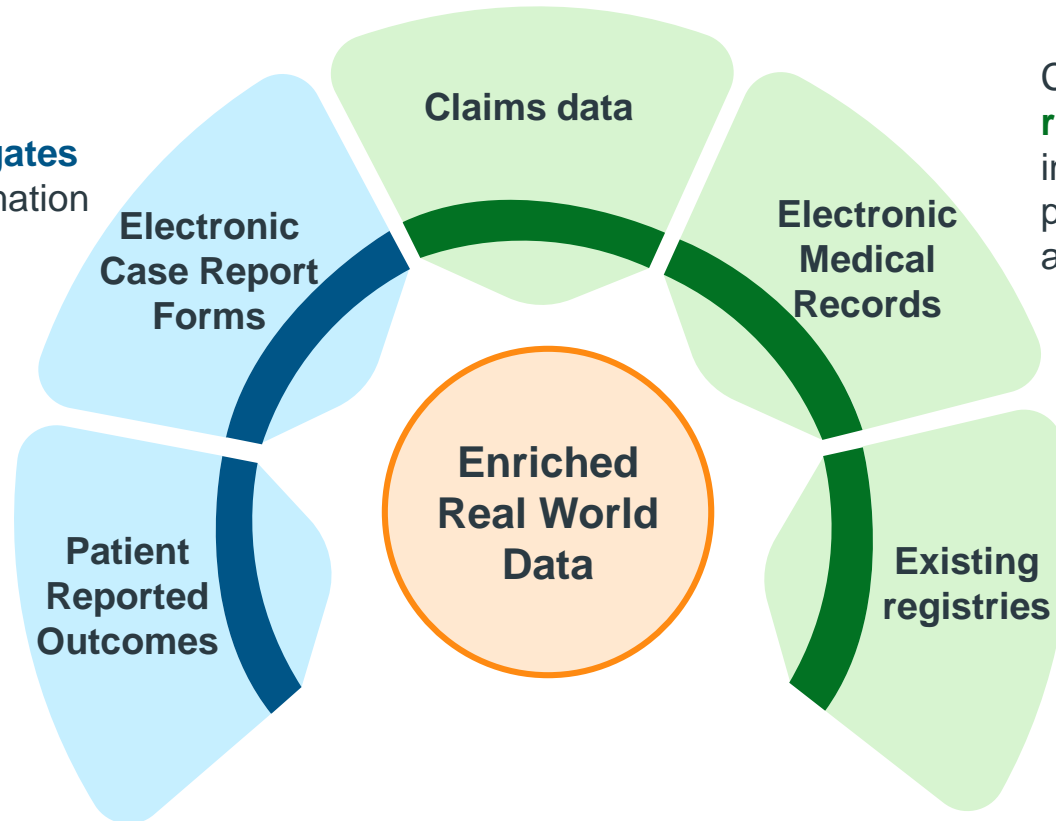 Claims data
gates
nation
Electronic
Case Report
Forms
Electronic
Medical
Records
Enriched
Real World
Data
Patient
Reported
Outcomes
Existing
registries